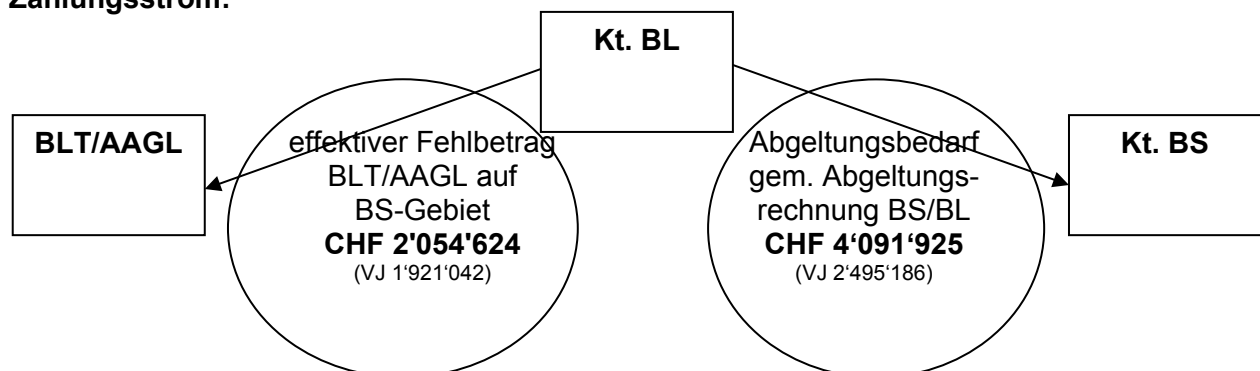 Zahlungsstrom:
Kt. BL
BLT/AAGL
effektiver Fehlbetrag
BLT/AAGL auf
BS-Gebiet
CHF 2'054'624
(VJ 1'921'042)
Abgeltungsbedarf
gem. Abgeltungs-
rechnung BS/BL
CHF 4‘091‘925
(VJ 2‘495‘186)
Kt. BS